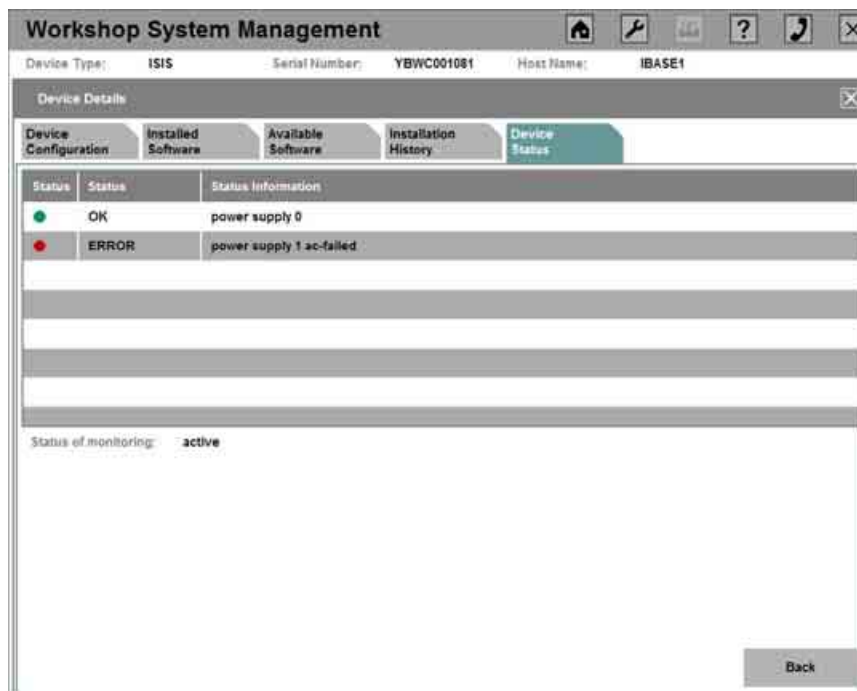 Workshop System Management
?
Device Type: ISIS Serial Number: YBWC001081 Host Name: IBASE1
Device Details
Device Configuration
Installed Software
Available Software
Installation History
Device Status
Status Status Status Information
OK power supply 0
ERROR power supply 1 ac-failed
Status of monitoring: active
Back